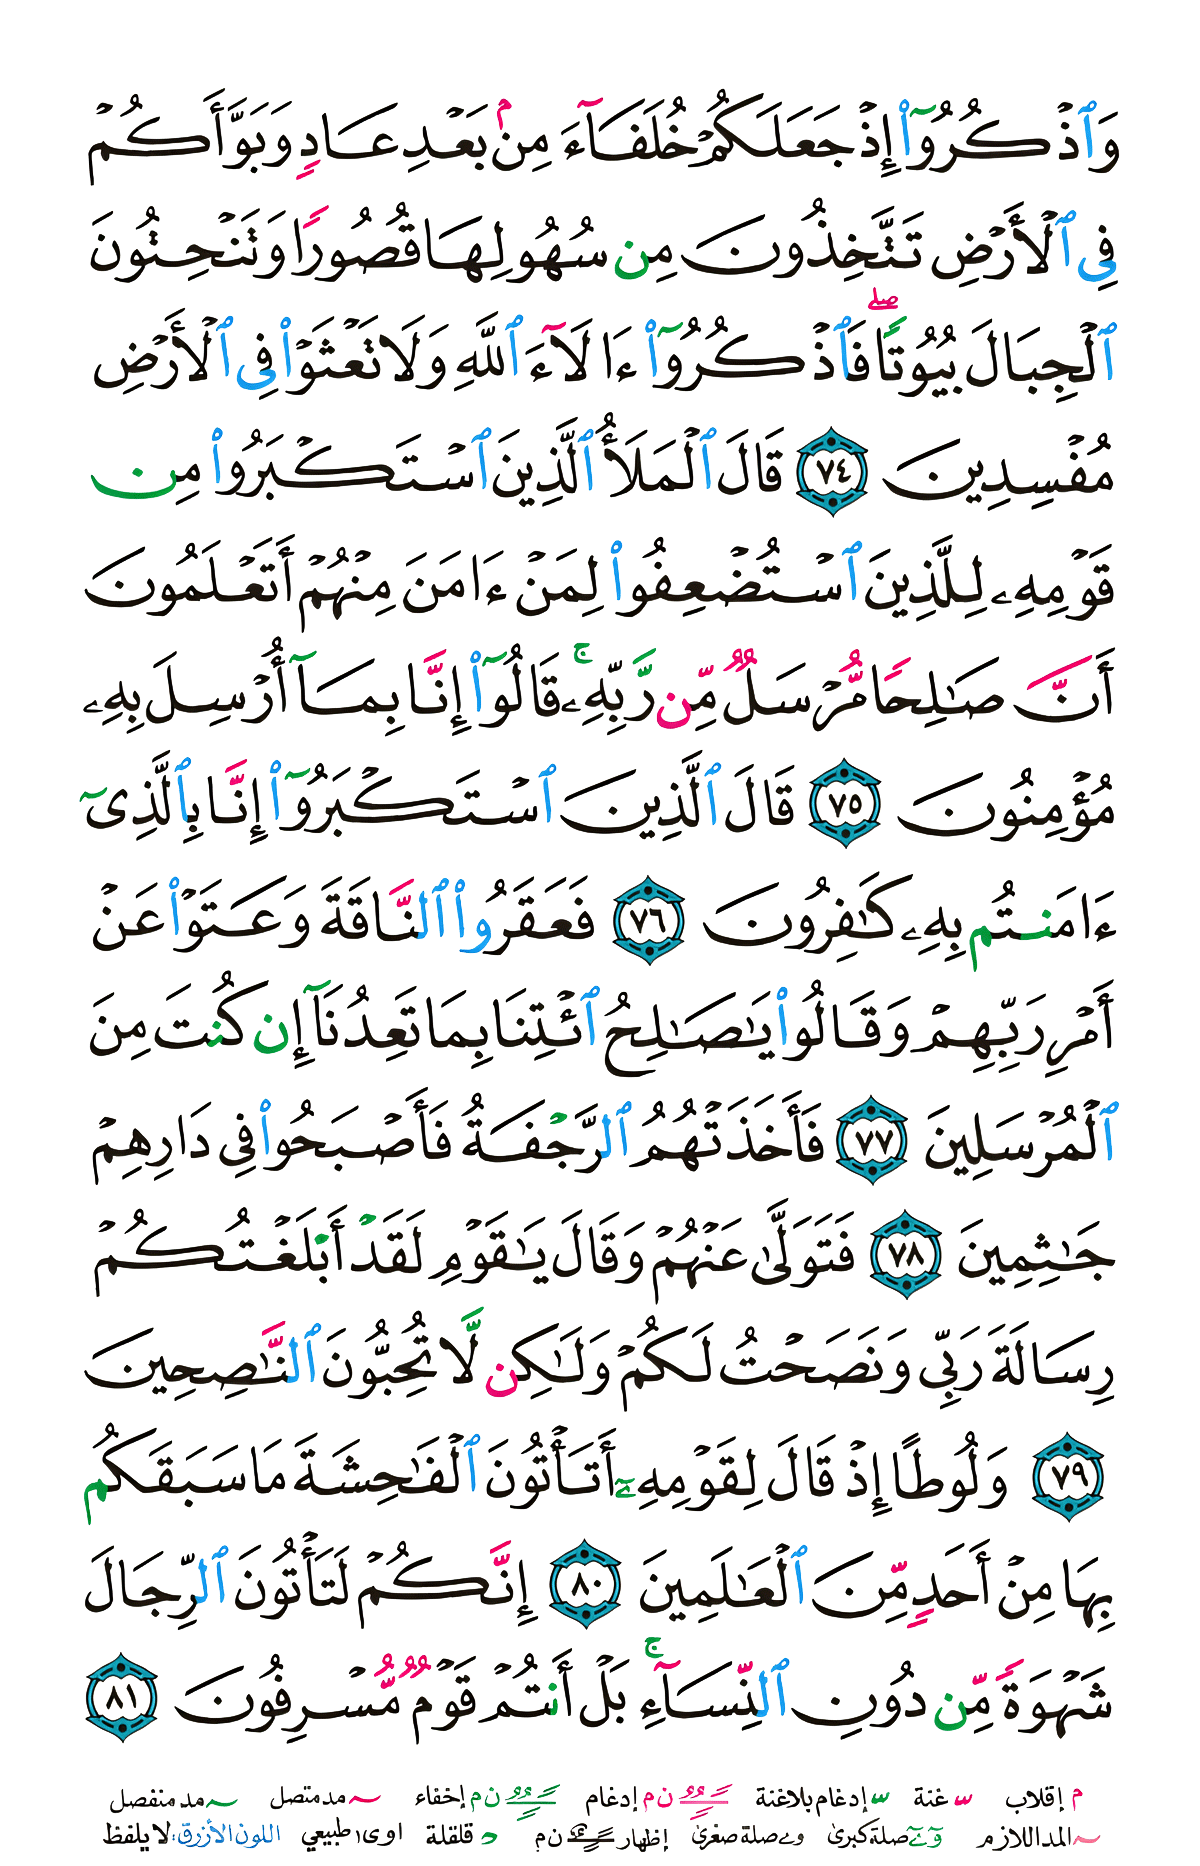 وَٱذْكُرُوٓا۟ إِذْ جَعَلَكُمْ خُلَفَآءَ مِنۢ بَعْدِ عَادٍ وَبَوَّأَكُمْ
فِى ٱلْأَرْضِ تَتَّخِذُونَ مِن سُهُولِهَا قُصُورًا وَتَنْحِتُونَ
ٱلْجِبَالَ بُيُوتًا ۖ فَٱذْكُرُوٓا۟ ءَالَآءَ ٱللَّهِ وَلَا تَعْثَوْا۟ فِى ٱلْأَرْضِ
مُفْسِدِينَ ٧٤ قَالَ ٱلْمَلَأُ ٱلَّذِينَ ٱسْتَكْبَرُوا۟ مِن
قَوْمِهِۦ لِلَّذِينَ ٱسْتُضْعِفُوا۟ لِمَنْ ءَامَنَ مِنْهُمْ أَتَعْلَمُونَ
أَنَّ صَـٰلِحًا مُّرْسَلٌ مِّن رَّبِّهِۦ ۚ قَالُوٓا۟ إِنَّا بِمَآ أُرْسِلَ بِهِۦ
مُؤْمِنُونَ ٧٥ قَالَ ٱلَّذِينَ ٱسْتَكْبَرُوٓا۟ إِنَّا بِٱلَّذِىٓ
ءَامَنتُم بِهِۦ كَـٰفِرُونَ ٧٦ فَعَقَرُوا۟ ٱلنَّاقَةَ وَعَتَوْا۟ عَنْ
أَمْرِ رَبِّهِمْ وَقَالُوا۟ يَـٰصَـٰلِحُ ٱئْتِنَا بِمَا تَعِدُنَآ إِن كُنتَ مِنَ
ٱلْمُرْسَلِينَ ٧٧ فَأَخَذَتْهُمُ ٱلرَّجْفَةُ فَأَصْبَحُوا۟ فِى دَارِهِمْ
جَـٰثِمِينَ ٧٨ فَتَوَلَّىٰ عَنْهُمْ وَقَالَ يَـٰقَوْمِ لَقَدْ أَبْلَغْتُكُمْ
رِسَالَةَ رَبِّى وَنَصَحْتُ لَكُمْ وَلَـٰكِن لَّا تُحِبُّونَ ٱلنَّـٰصِحِينَ
٧٩ وَلُوطًا إِذْ قَالَ لِقَوْمِهِۦٓ أَتَأْتُونَ ٱلْفَـٰحِشَةَ مَا سَبَقَكُم
بِهَا مِنْ أَحَدٍ مِّنَ ٱلْعَـٰلَمِينَ ٨٠ إِنَّكُمْ لَتَأْتُونَ ٱلرِّجَالَ
شَهْوَةً مِّن دُونِ ٱلنِّسَآءِ ۚ بَلْ أَنتُمْ قَوْمٌ مُّسْرِفُونَ ٨١
م إقلاب غنة إدغام بلاغنة ن م إدغام ن م إخفاء مد متصل مد منفصل
المد اللازم صلة كبرى وے صلة صغرى إظهار ن م قلقلة اوى طبيعي اللون الأزرق: لا يلفظ